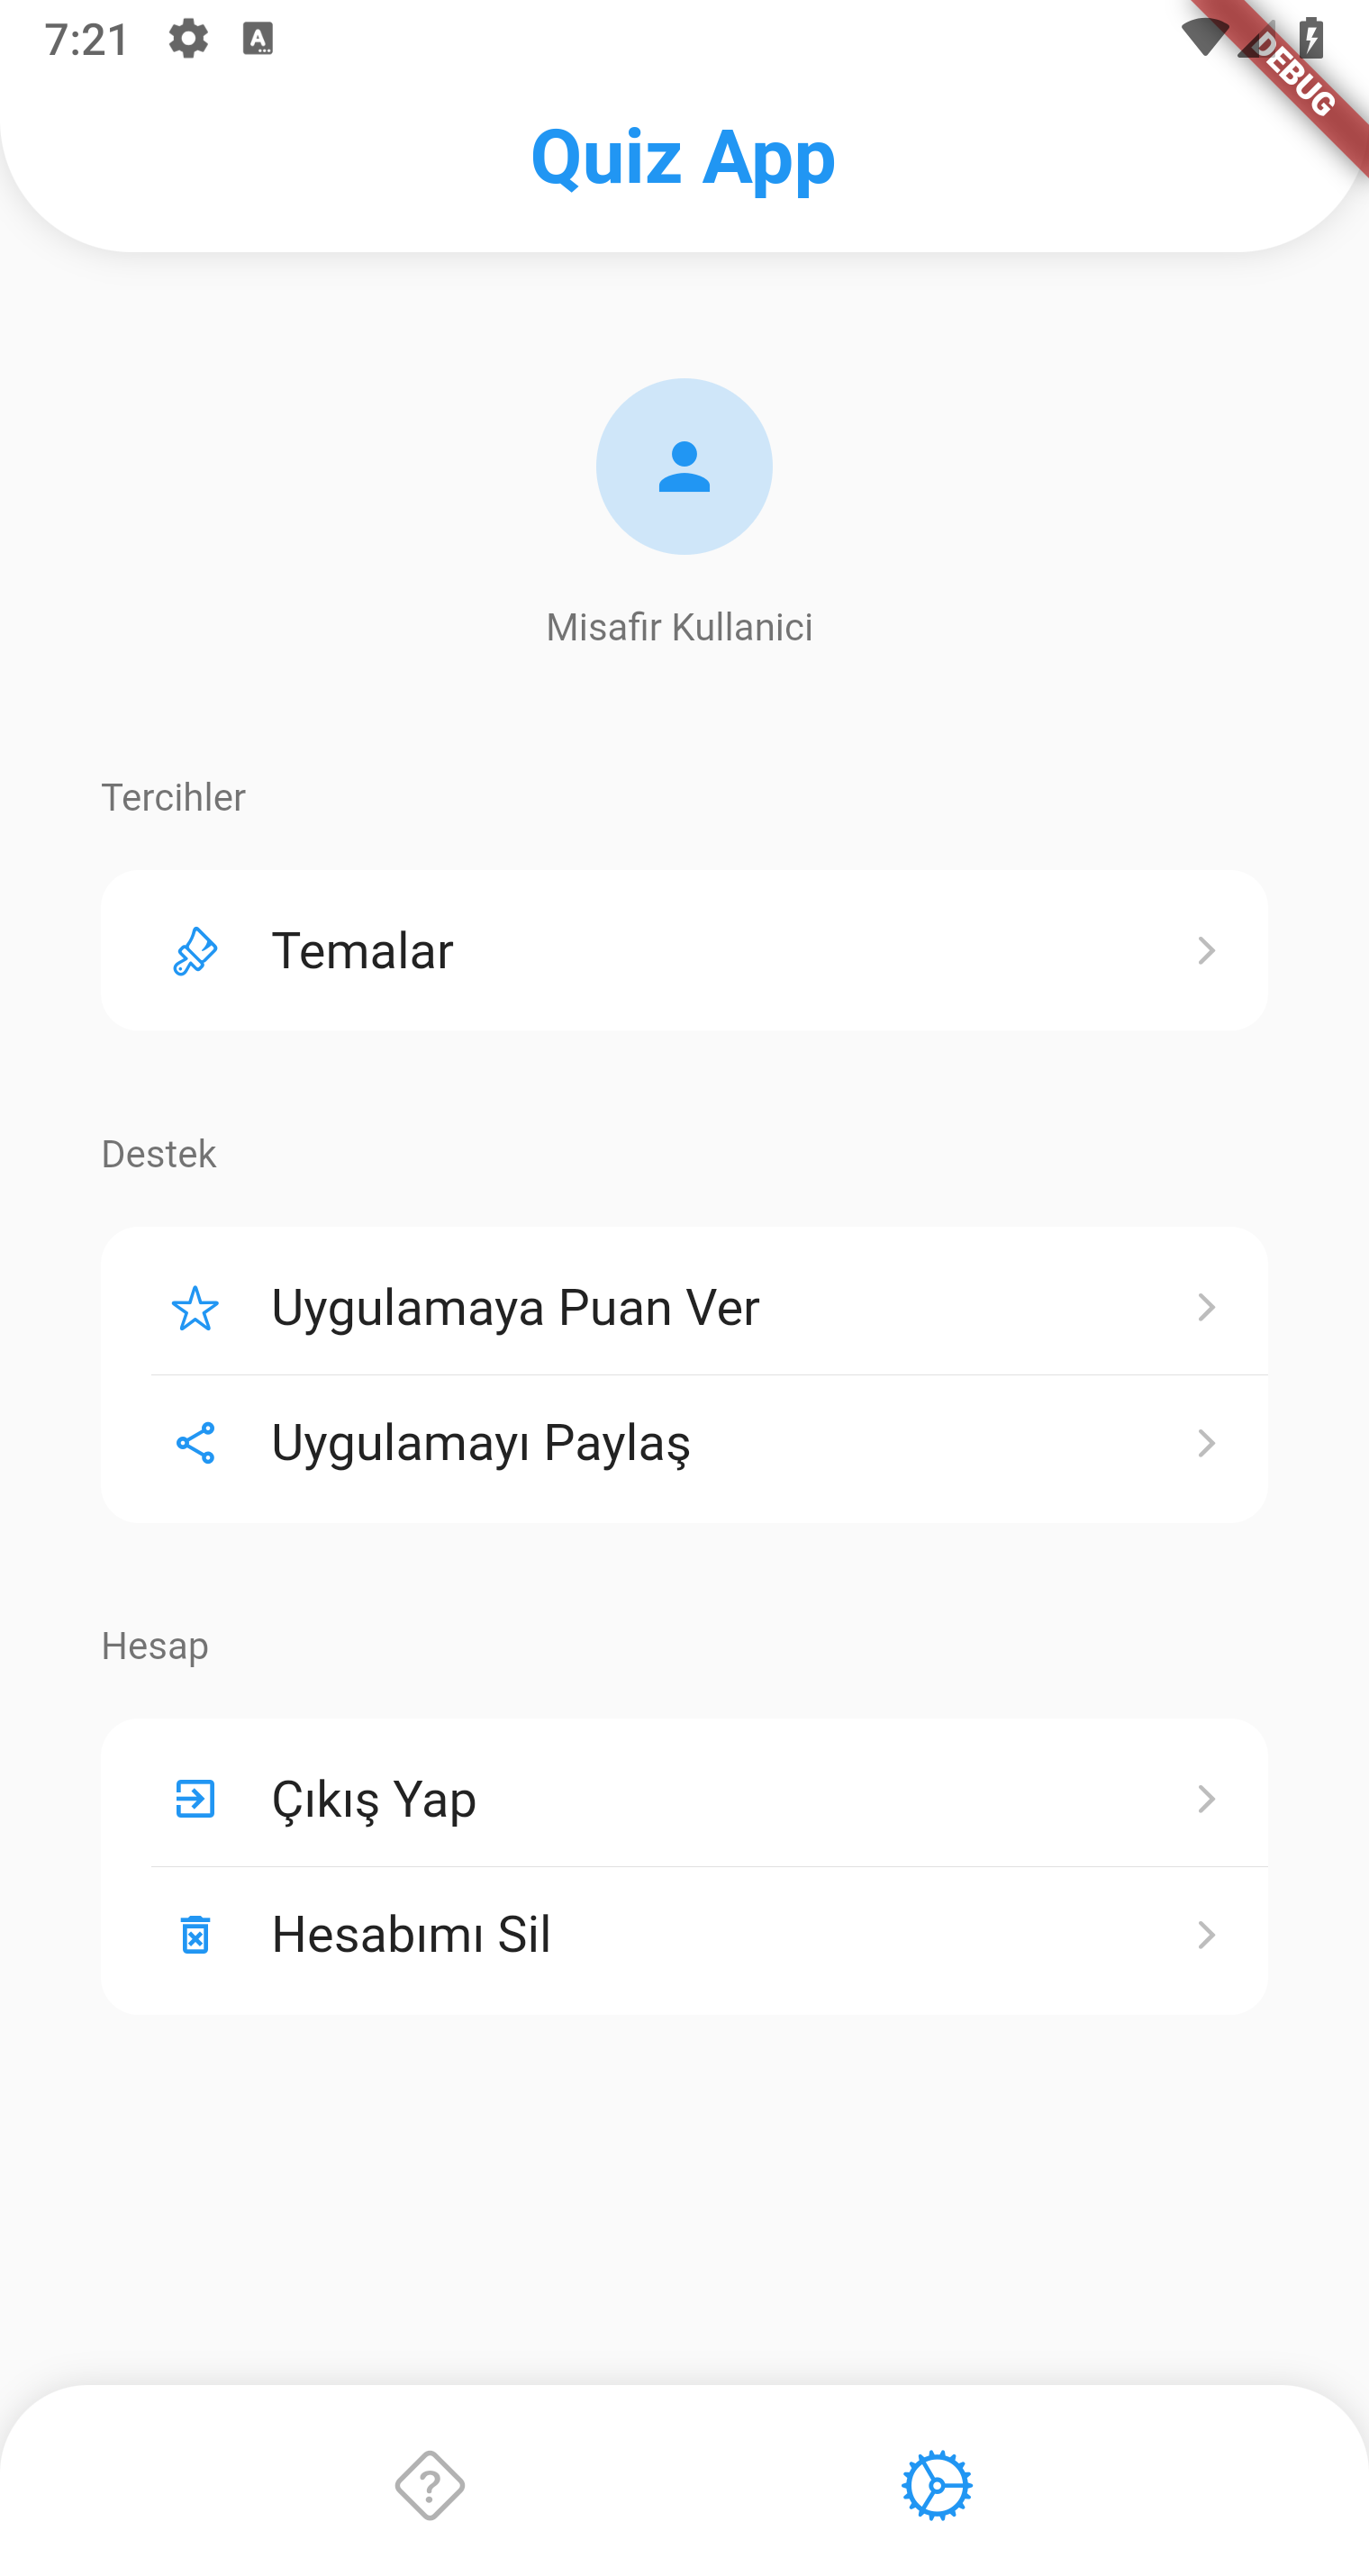 7:21
DEBUG
Quiz App
Misafir Kullanici
Tercihler
Temalar
Destek
Uygulamaya Puan Ver
Uygulamayı Paylaş
Hesap
Çıkış Yap
Hesabımı Sil